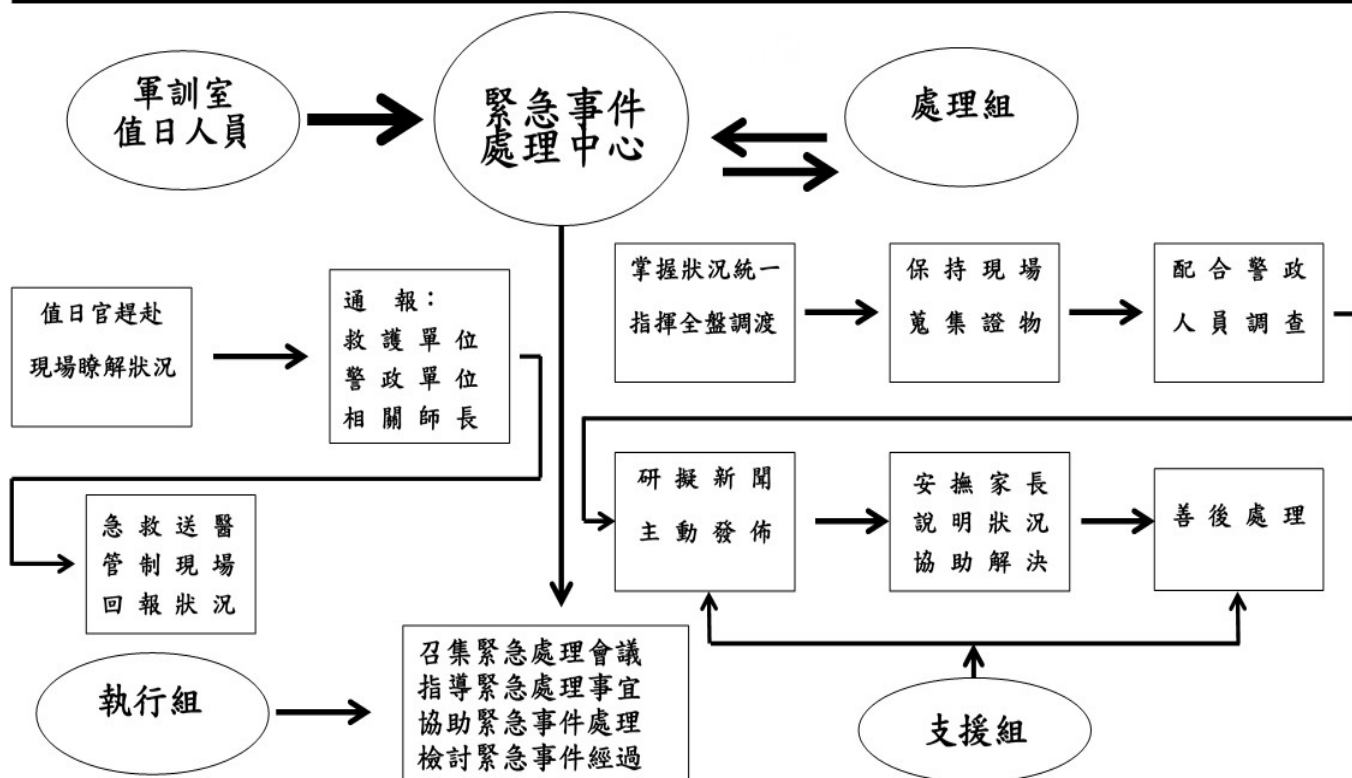 軍訓室
值日人員
緊急事件
處理中心
處理組
值日官趕赴
現場瞭解狀況
通 報：
救護單位
警政單位
相關師長
掌握狀況統一
指揮全盤調渡
保持現場
蒐集證物
配合警政
人員調查
急救送醫
管制現場
回報狀況
研擬新聞
主動發佈
安撫家長
說明狀況
協助解決
善後處理
執行組
召集緊急處理會議
指導緊急處理事宜
協助緊急事件處理
檢討緊急事件經過
支援組